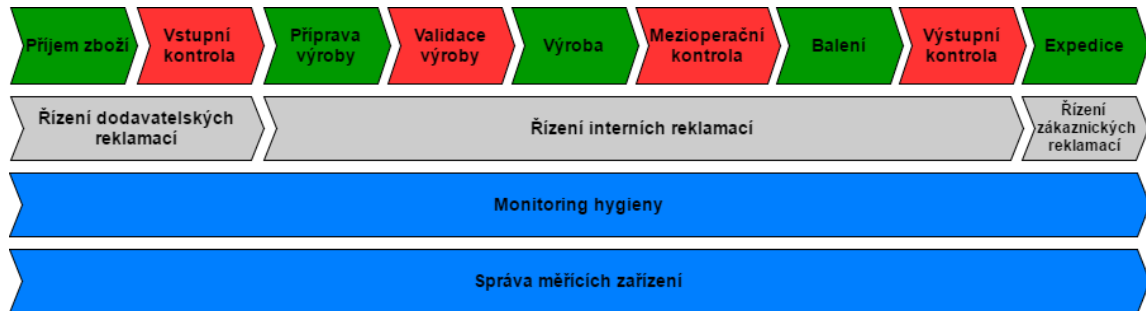 Příjem zboží
Vstupní
kontrola
Příprava
výroby
Validace
výroby
Výroba
Mezioperační
kontrola
Balení
Výstupní
kontrola
Expedice
Řízení dodavatelských
reklamací
Řízení interních reklamací
Řízení
zákaznických
reklamací
Monitoring hygieny
Správa měřících zařízení